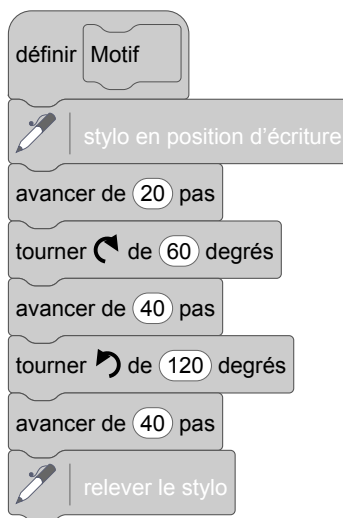 définir Motif
stylo en position d’écriture
avancer de 20 pas
tourner de 60 degrés
avancer de 40 pas
tourner de 120 degrés
avancer de 40 pas
relever le stylo